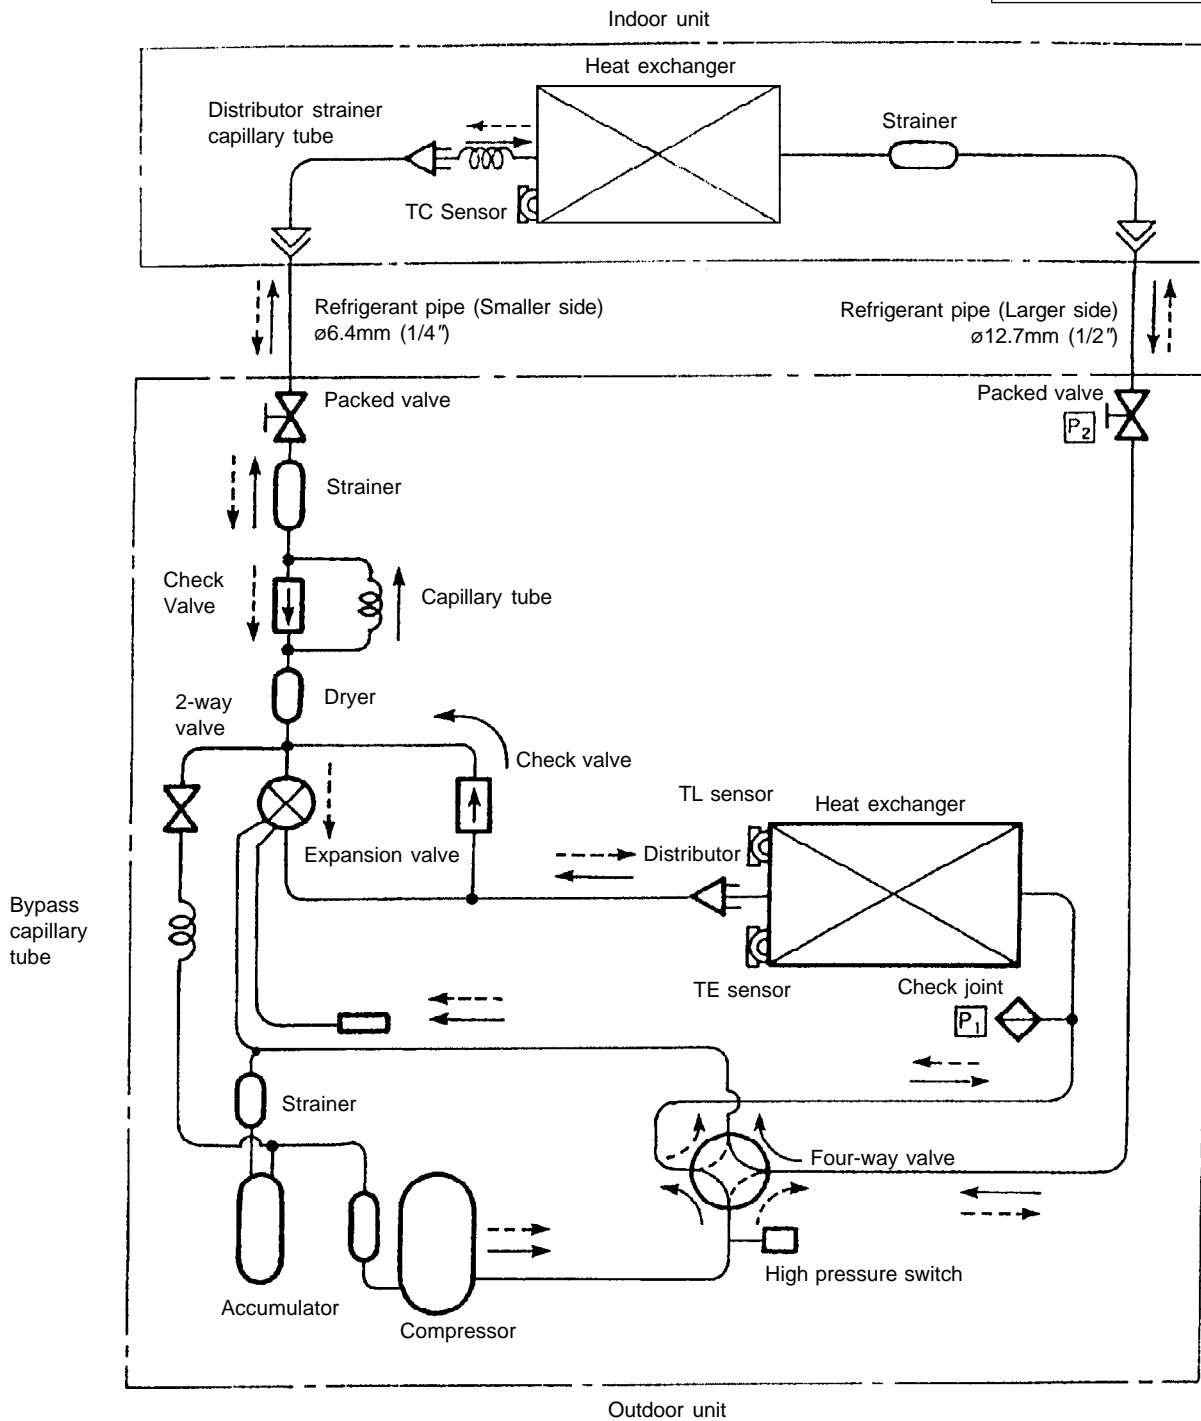 Indoor unit
Heat exchanger
Distributor strainer
capillary tube
Strainer
TC Sensor
Refrigerant pipe (Smaller side)
ø6.4mm (1/4")
Refrigerant pipe (Larger side)
ø12.7mm (1/2")
Packed valve
Packed valve
P2
Strainer
Check
Valve
Capillary tube
2-way
valve
Dryer
Check valve
TL sensor
Heat exchanger
Expansion valve
Distributor
Bypass
capillary
tube
TE sensor
Check joint
P1
Strainer
Four-way valve
High pressure switch
Accumulator
Compressor
Outdoor unit